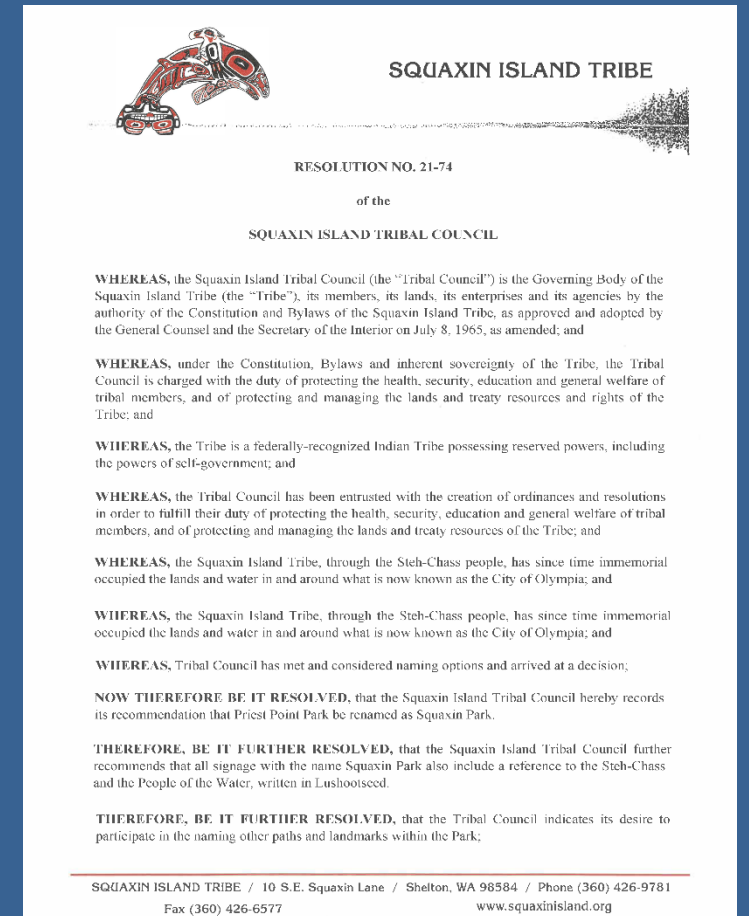 SQUAXIN ISLAND TRIBE
RESOLUTION NO. 21-74
of the
SQUAXIN ISLAND TRIBAL COUNCIL
WHEREAS, the Squaxin Island Tribal Council (the “Tribal Council”) is the Governing Body of the
Squaxin Island Tribe (the “Tribe”), its members, its lands, its enterprises and its agencies by the
authority of the Constitution and Bylaws of the Squaxin Island Tribe, as approved and adopted by
the General Counsel and the Secretary of the Interior on July 8, 1965, as amended; and
WHEREAS, under the Constitution, Bylaws and inherent sovereignty of the Tribe, the Tribal
Council is charged with the duty of protecting the health, security, education and general welfare of
tribal members, and of protecting and managing the lands and treaty resources and rights of the
Tribe; and
WHEREAS, the Tribe is a federally-recognized Indian Tribe possessing reserved powers, including
the powers of self-government; and
WHEREAS, the Tribal Council has been entrusted with the creation of ordinances and resolutions
in order to fulfill their duty of protecting the health, security, education and general welfare of tribal
members, and of protecting and managing the lands and treaty resources of the Tribe; and
WHEREAS, the Squaxin Island Tribe, through the Steh-Chass people, has since time immemorial
occupied the lands and water in and around what is now known as the City of Olympia; and
WHEREAS, the Squaxin Island Tribe, through the Steh-Chass people, has since time immemorial
occupied the lands and water in and around what is now known as the City of Olympia; and
WHEREAS, Tribal Council has met and considered naming options and arrived at a decision;
NOW THEREFORE BE IT RESOLVED, that the Squaxin Island Tribal Council hereby records
its recommendation that Priest Point Park be renamed as Squaxin Park.
THEREFORE, BE IT FURTHER RESOLVED, that the Squaxin Island Tribal Council further
recommends that all signage with the name Squaxin Park also include a reference to the Steh-Chass
and the People of the Water, written in Lushootseed.
THEREFORE, BE IT FURTHER RESOLVED, that the Tribal Council indicates its desire to
participate in the naming other paths and landmarks within the Park;
SQUAXIN ISLAND TRIBE / 10 S.E. Squaxin Lane / Shelton, WA 98584 / Phone (360) 426-9781
Fax (360) 426-6577 www.squaxinisland.org